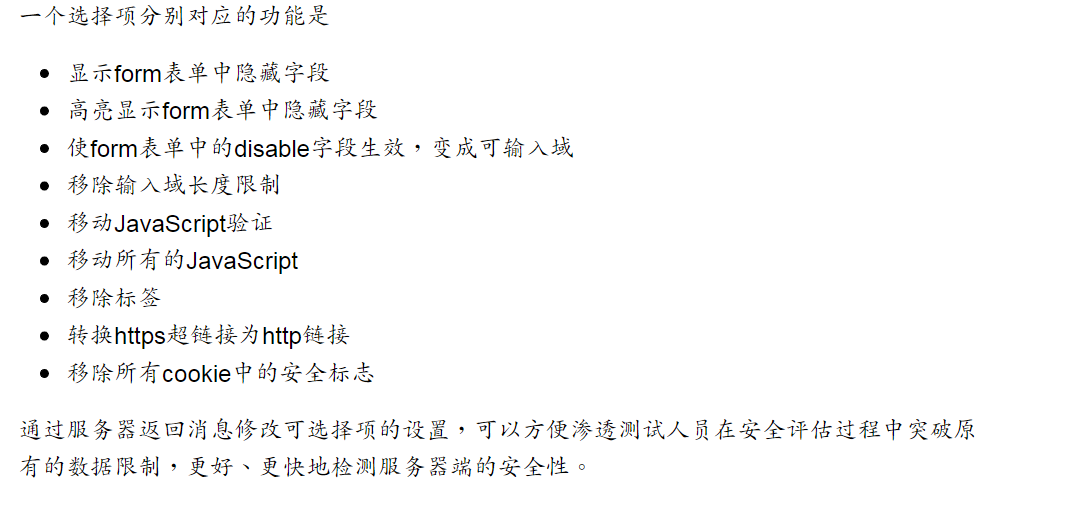 一个选择项分别对应的功能是
显示form表单中隐藏字段
高亮显示form表单中隐藏字段
使form表单中的disable字段生效，变成可输入域
移除输入域长度限制
移动JavaScript验证
移动所有的JavaScript
移除标签
转换https超链接为http链接
移除所有cookie中的安全标志
通过服务器返回消息修改可选择项的设置，可以方便渗透测试人员在安全评估过程中突破原
有的数据限制，更好、更快地检测服务器端的安全性。